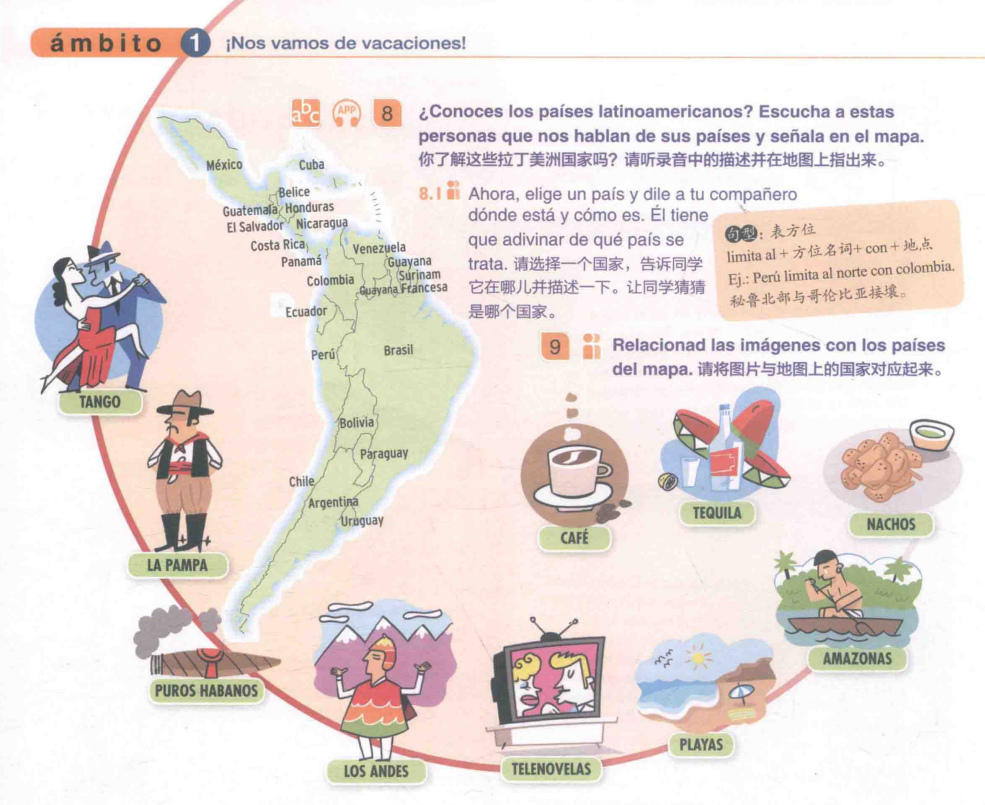 ámbito 1 ¡Nos vamos de vacaciones!
abc APP 8 ¿Conoces los países latinoamericanos? Escucha a estas
personas que nos hablan de sus países y señala en el mapa.
你了解这些拉丁美洲国家吗？请听录音中的描述并在地图上指出来。
8.1 Ahora, elige un país y dile a tu compañero
dónde está y cómo es. Él tiene
que adivinar de qué país se
trata. 请选择一个国家，告诉同学
它在哪儿并描述一下。让同学猜猜
是哪个国家。
句型：表方位
limita al + 方位名词+ con + 地点
Ej.: Perú limita al norte con colombia.
秘鲁北部与哥伦比亚接壤。
9 Relacionad las imágenes con los países
del mapa. 请将图片与地图上的国家对应起来。
México
Cuba
Belice
Guatemala Honduras
El Salvador Nicaragua
Costa Rica
Panamá
Venezuela
Guayana
Surinam
Colombia
Guayana Francesa
Ecuador
Perú
Brasil
Bolivia
Paraguay
Chile
Argentina
Uruguay
TANGO
LA PAMPA
PUROS HABANOS
LOS ANDES
TELENOVELAS
PLAYAS
AMAZONAS
NACHOS
TEQUILA
CAFÉ